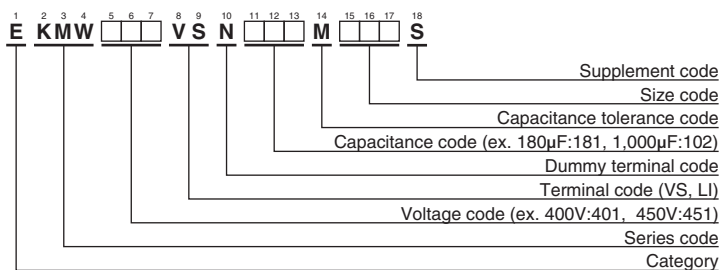 1 2 3 4 5 6 7 8 9 10 11 12 13 14 15 16 17 18
E KMW □□□ VS N □□□ M □□□ S
Supplement code
Size code
Capacitance tolerance code
Capacitance code (ex. 180µF:181, 1,000µF:102)
Dummy terminal code
Terminal code (VS, LI)
Voltage code (ex. 400V:401, 450V:451)
Series code
Category